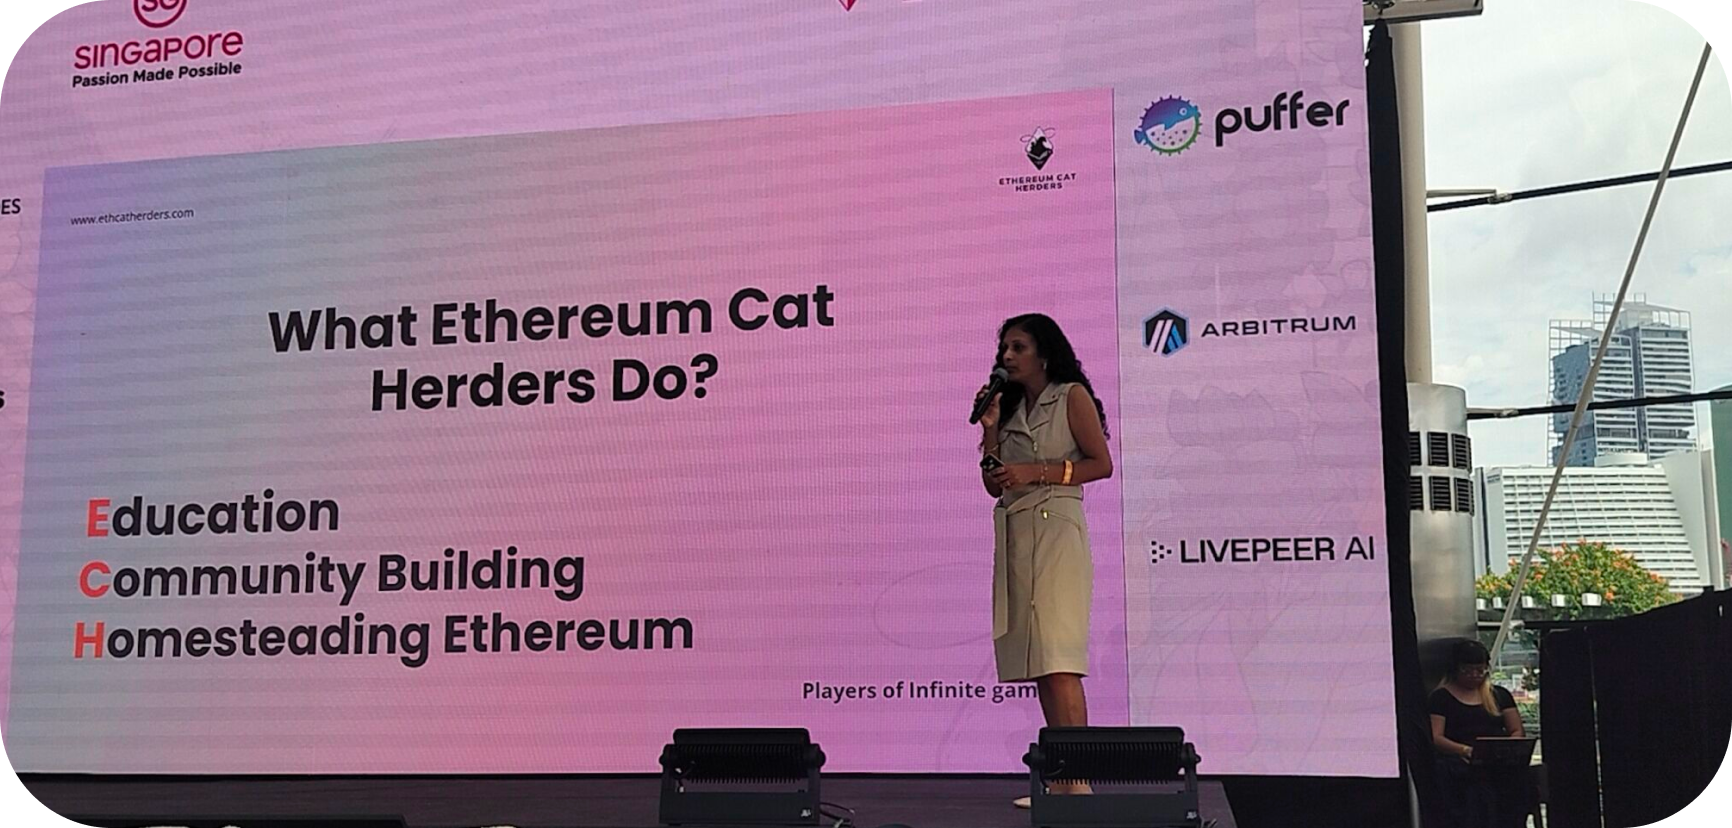 SG
SINGAPORE
Passion Made Possible
ES
s
www.ethcatherders.com
ETHEREUM CAT
HERDERS
What Ethereum Cat
Herders Do?
Education
Community Building
Homesteading Ethereum
Players of Infinite gam
puffer
ARBITRUM
LIVEPEER AI